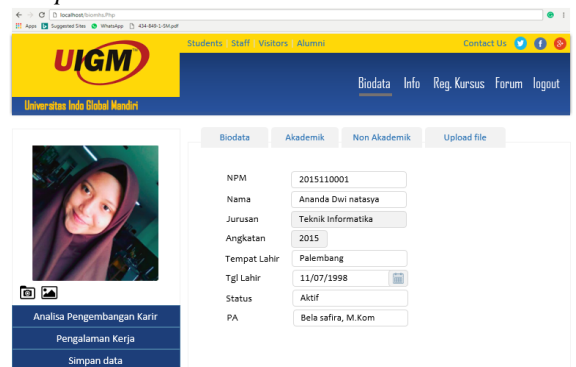 localhost/biomhs.Php
Apps Suggested Sites WhatsApp 434-849-1-SM.pdf
Students Staff Visitors Alumni Contact Us
UIGM
Universitas Indo Global Mandiri
Biodata Info Reg. Kursus Forum logout
Biodata Akademik Non Akademik Upload file
NPM 2015110001
Nama Ananda Dwi natasya
Jurusan Teknik Informatika
Angkatan 2015
Tempat Lahir Palembang
Tgl Lahir 11/07/1998
Status Aktif
PA Bela safira, M.Kom
Analisa Pengembangan Karir
Pengalaman Kerja
Simpan data